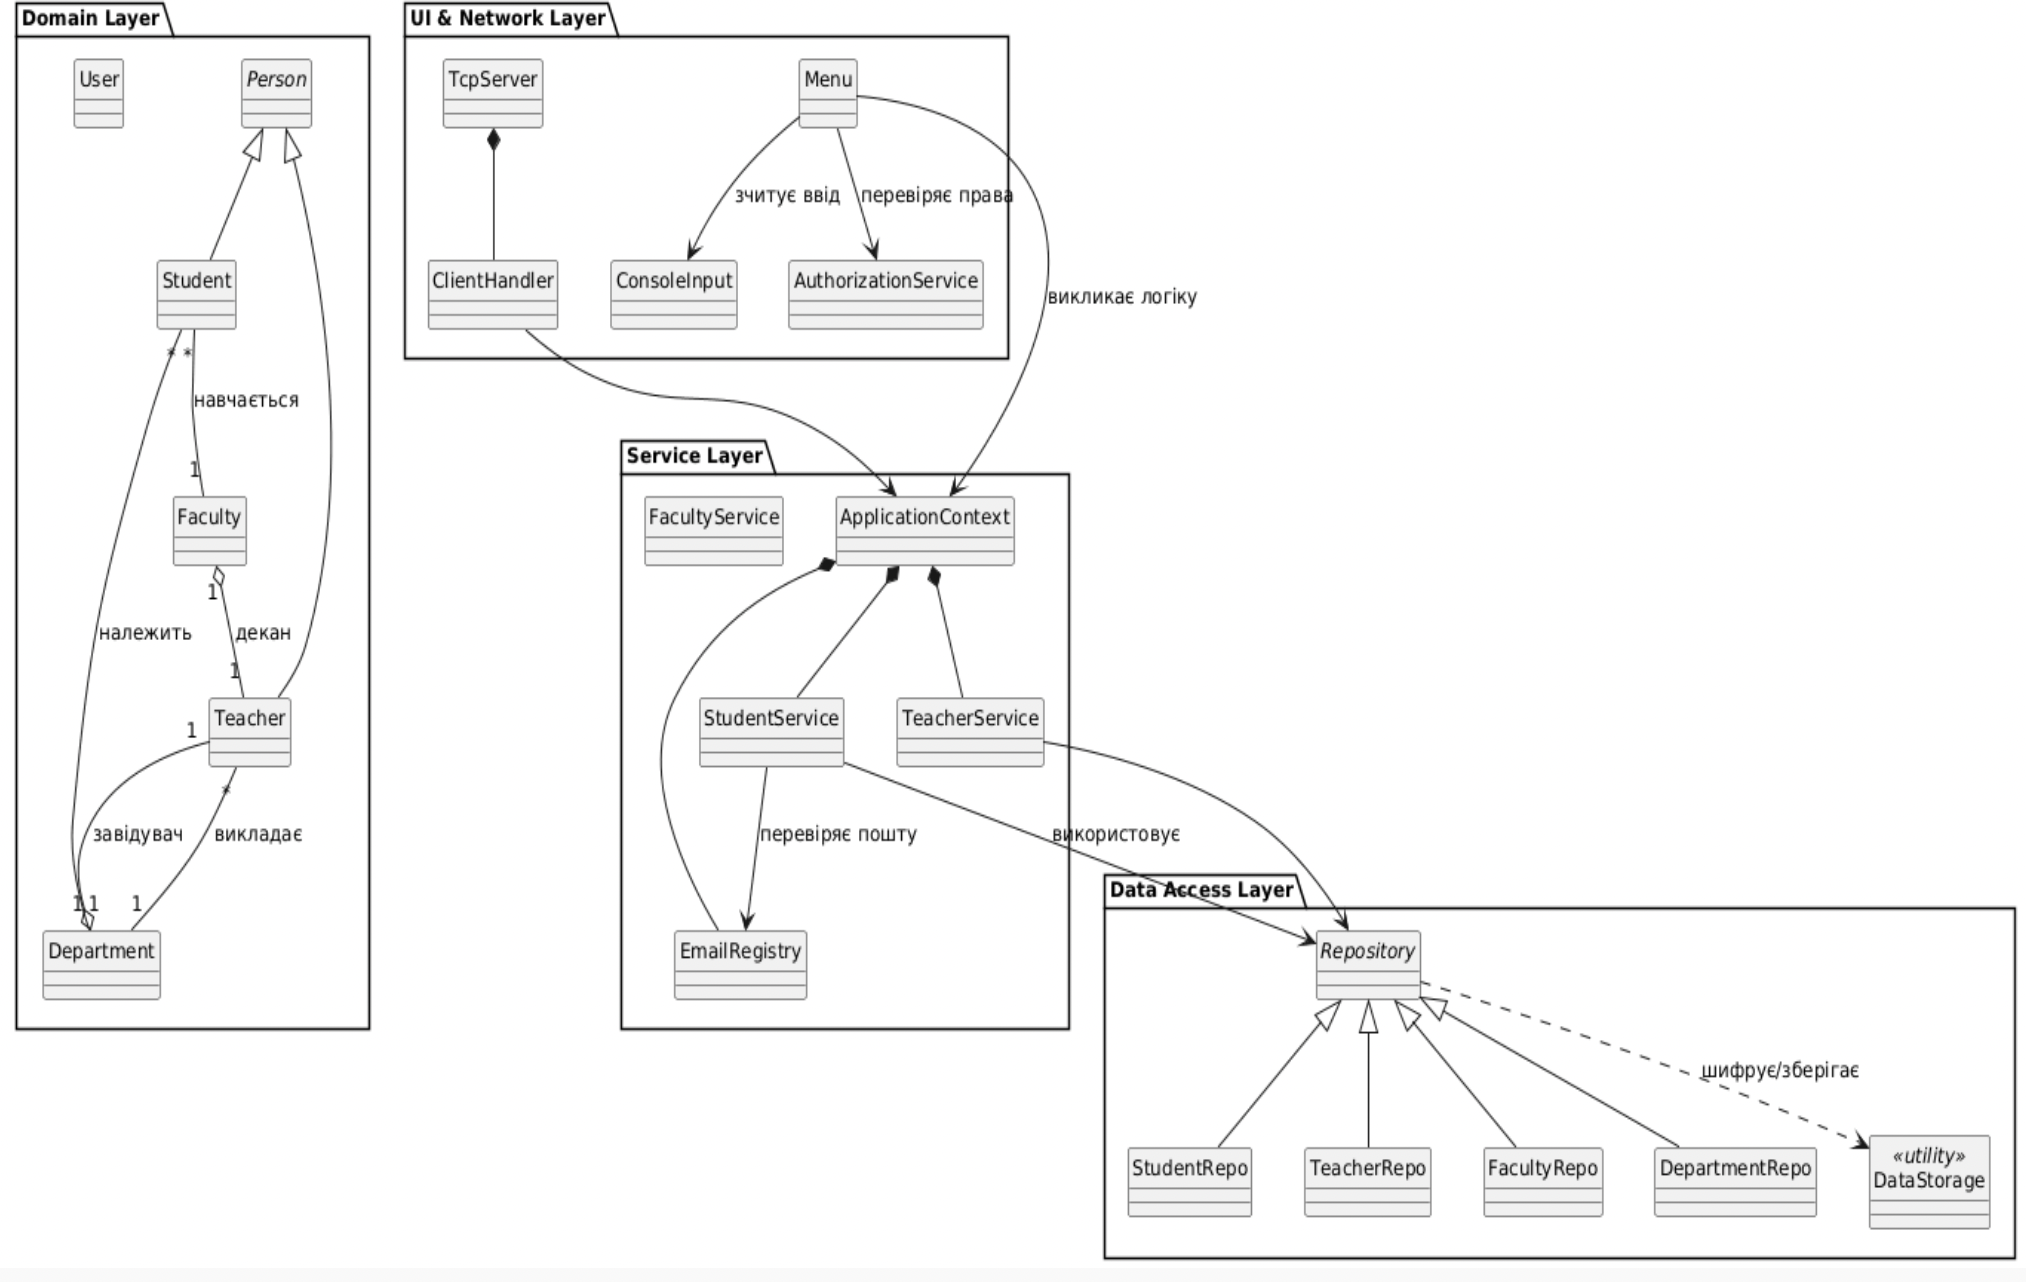 Domain Layer
User
Person
Student
* *
навчається
1
Faculty
1
належить
декан
1
Teacher
1
*
завідувач
викладає
1 1
1
Department
UI & Network Layer
TcpServer
Menu
зчитує ввід
перевіряє права
ClientHandler
ConsoleInput
AuthorizationService
викликає логіку
Service Layer
FacultyService
ApplicationContext
StudentService
TeacherService
перевіряє пошту
використовує
EmailRegistry
Data Access Layer
Repository
шифрує/зберігає
StudentRepo
TeacherRepo
FacultyRepo
DepartmentRepo
«utility»
DataStorage